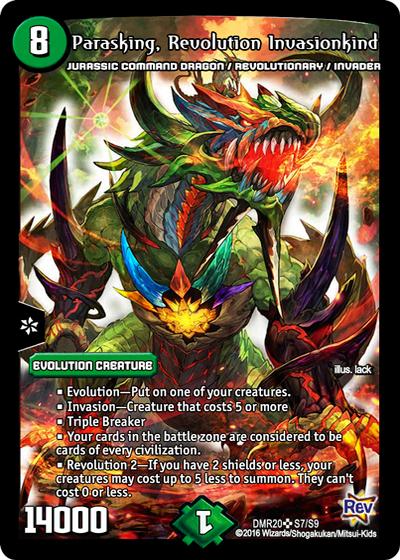 8
Parasking, Revolution Invasionkind
JURASSIC COMMAND DRAGON / REVOLUTIONARY / INVADER
EVOLUTION CREATURE
illus. lack
■ Evolution—Put on one of your creatures.
■ Invasion—Creature that costs 5 or more
■ Triple Breaker
■ Your cards in the battle zone are considered to be
cards of every civilization.
■ Revolution 2—If you have 2 shields or less, your
creatures may cost up to 5 less to summon. They can't
cost 0 or less.
Rev
14000
1
DMR20 S7/S9
©2016 Wizards/Shogakukan/Mitsui-Kids